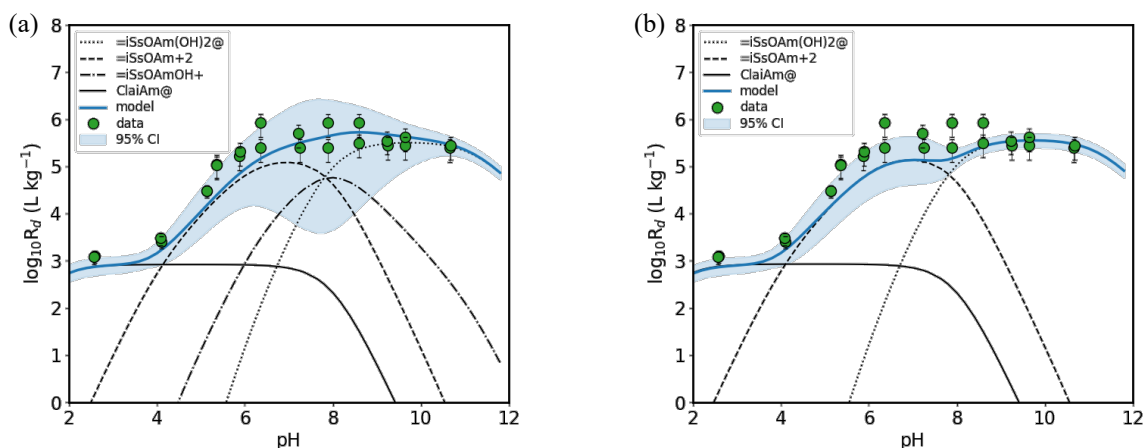 (a)
8
7
6
5
4
3
2
1
0
log₁₀R_d (L kg⁻¹)
=iSsOAm(OH)2@
=iSsOAm+2
=iSsOAmOH+
ClaiAm@
model
data
95% CI
2 4 6 8 10 12
pH
(b)
8
7
6
5
4
3
2
1
0
log₁₀R_d (L kg⁻¹)
=iSsOAm(OH)2@
=iSsOAm+2
ClaiAm@
model
data
95% CI
2 4 6 8 10 12
pH